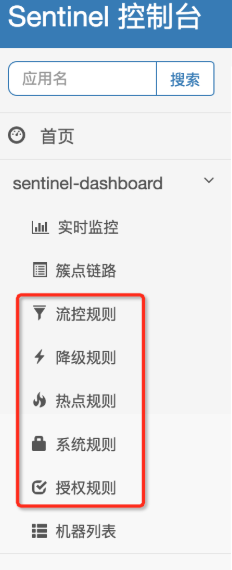 Sentinel 控制台
应用名 搜索
首页
sentinel-dashboard
实时监控
簇点链路
流控规则
降级规则
热点规则
系统规则
授权规则
机器列表